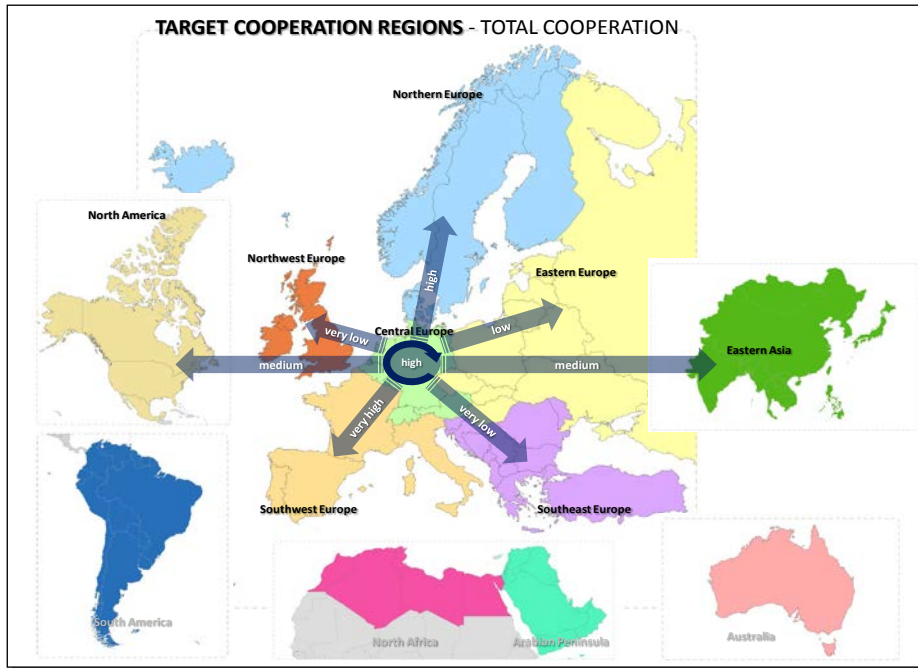 TARGET COOPERATION REGIONS - TOTAL COOPERATION
Northern Europe
North America
Northwest Europe
Eastern Europe
high
Central Europe
very low
low
Eastern Asia
medium
high
medium
very high
very low
Southwest Europe
Southeast Europe
South America
North Africa
Arabian Peninsula
Australia